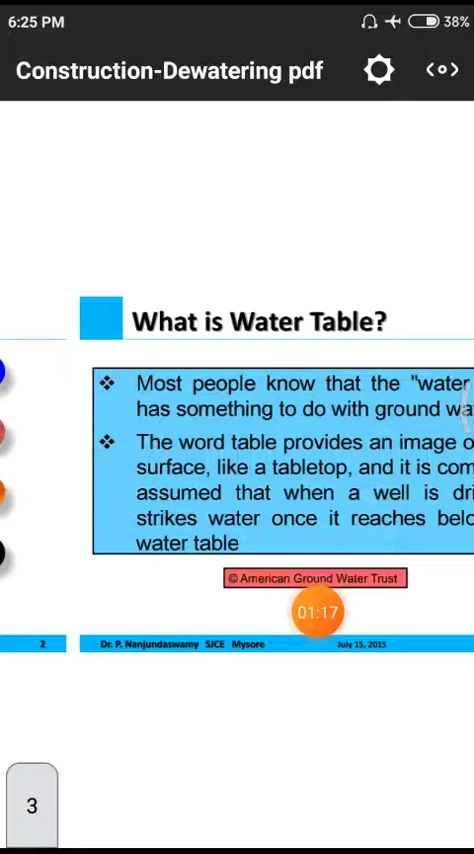 6:25 PM
38%
Construction-Dewatering pdf
What is Water Table?
Most people know that the "water
has something to do with ground wa
The word table provides an image o
surface, like a tabletop, and it is com
assumed that when a well is dri
strikes water once it reaches belo
water table
© American Ground Water Trust
01:17
2
Dr. P. Nanjundaswamy SJCE Mysore
July 15, 2015
3